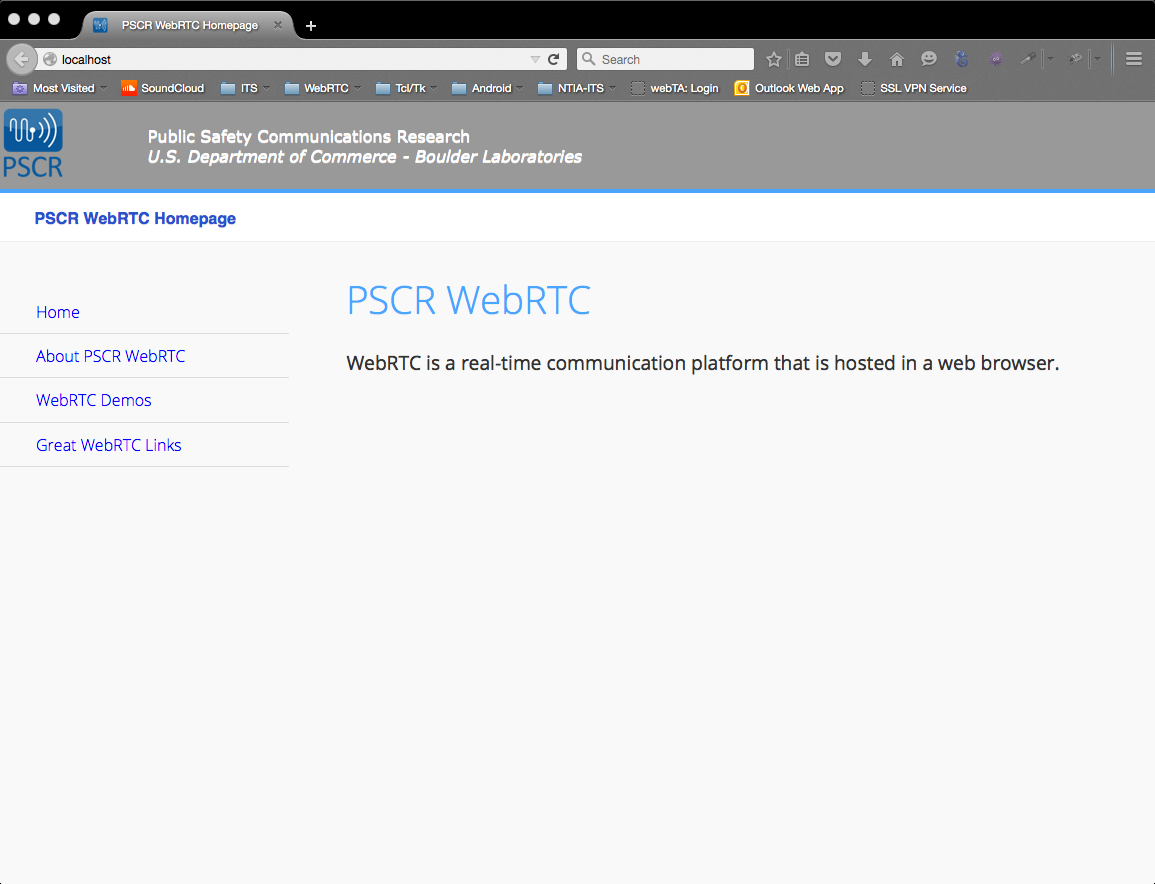 PSCR WebRTC Homepage
localhost
Search
Most Visited SoundCloud ITS WebRTC Tcl/Tk Android NTIA-ITS webTA: Login Outlook Web App SSL VPN Service
PSCR
Public Safety Communications Research
U.S. Department of Commerce - Boulder Laboratories
PSCR WebRTC Homepage
Home
About PSCR WebRTC
WebRTC Demos
Great WebRTC Links
PSCR WebRTC
WebRTC is a real-time communication platform that is hosted in a web browser.